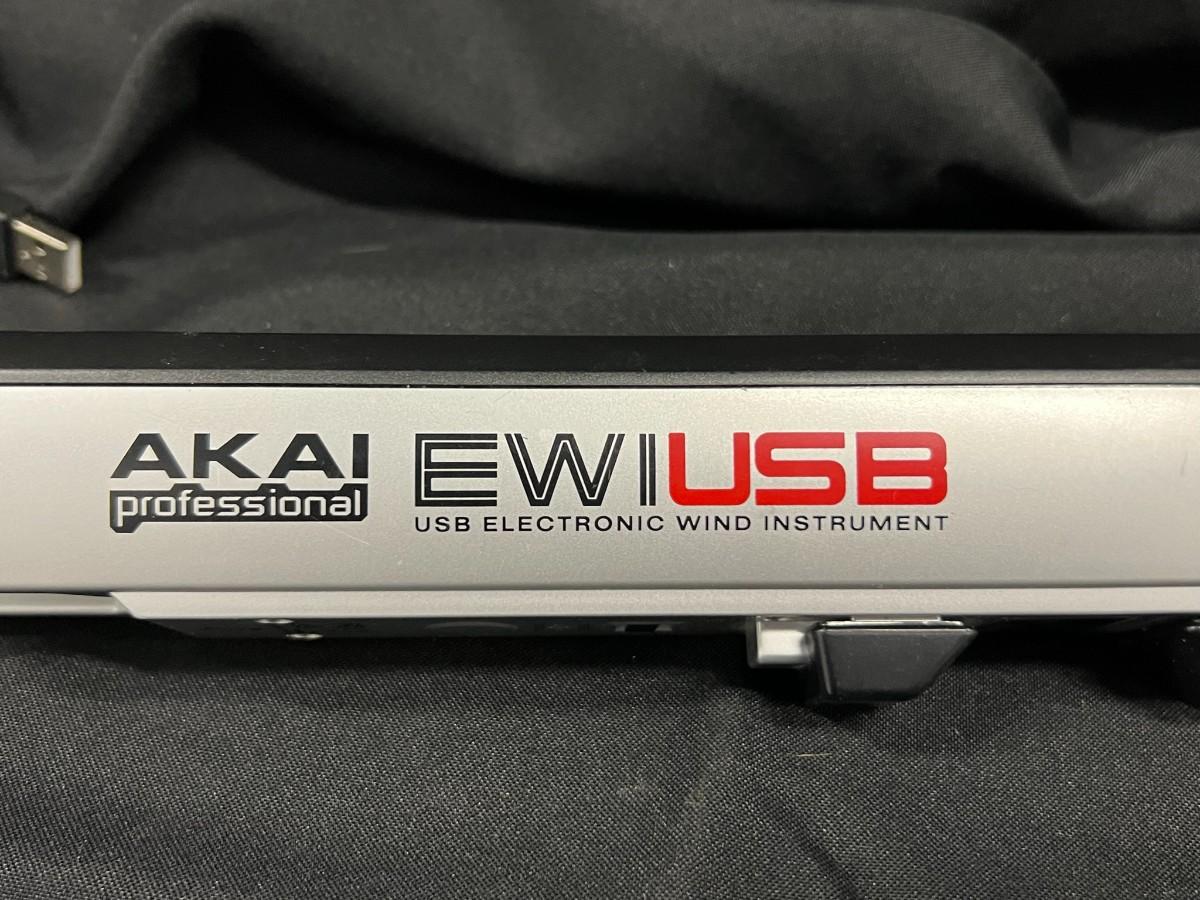 AKAI
professional
EWIUSB
USB ELECTRONIC WIND INSTRUMENT